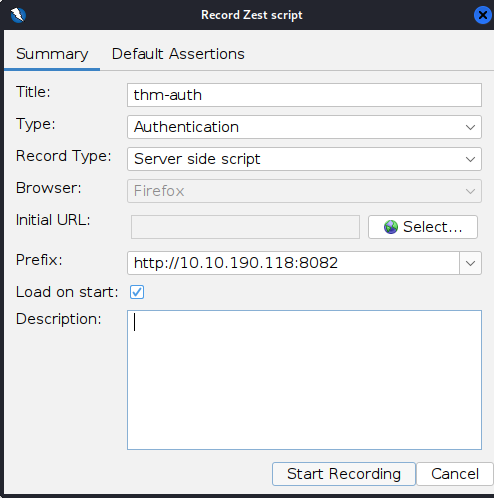 Record Zest script
Summary
Default Assertions
Title:
thm-auth
Type:
Authentication
Record Type:
Server side script
Browser:
Firefox
Initial URL:
Select...
Prefix:
http://10.10.190.118:8082
Load on start:
Description:
Start Recording
Cancel